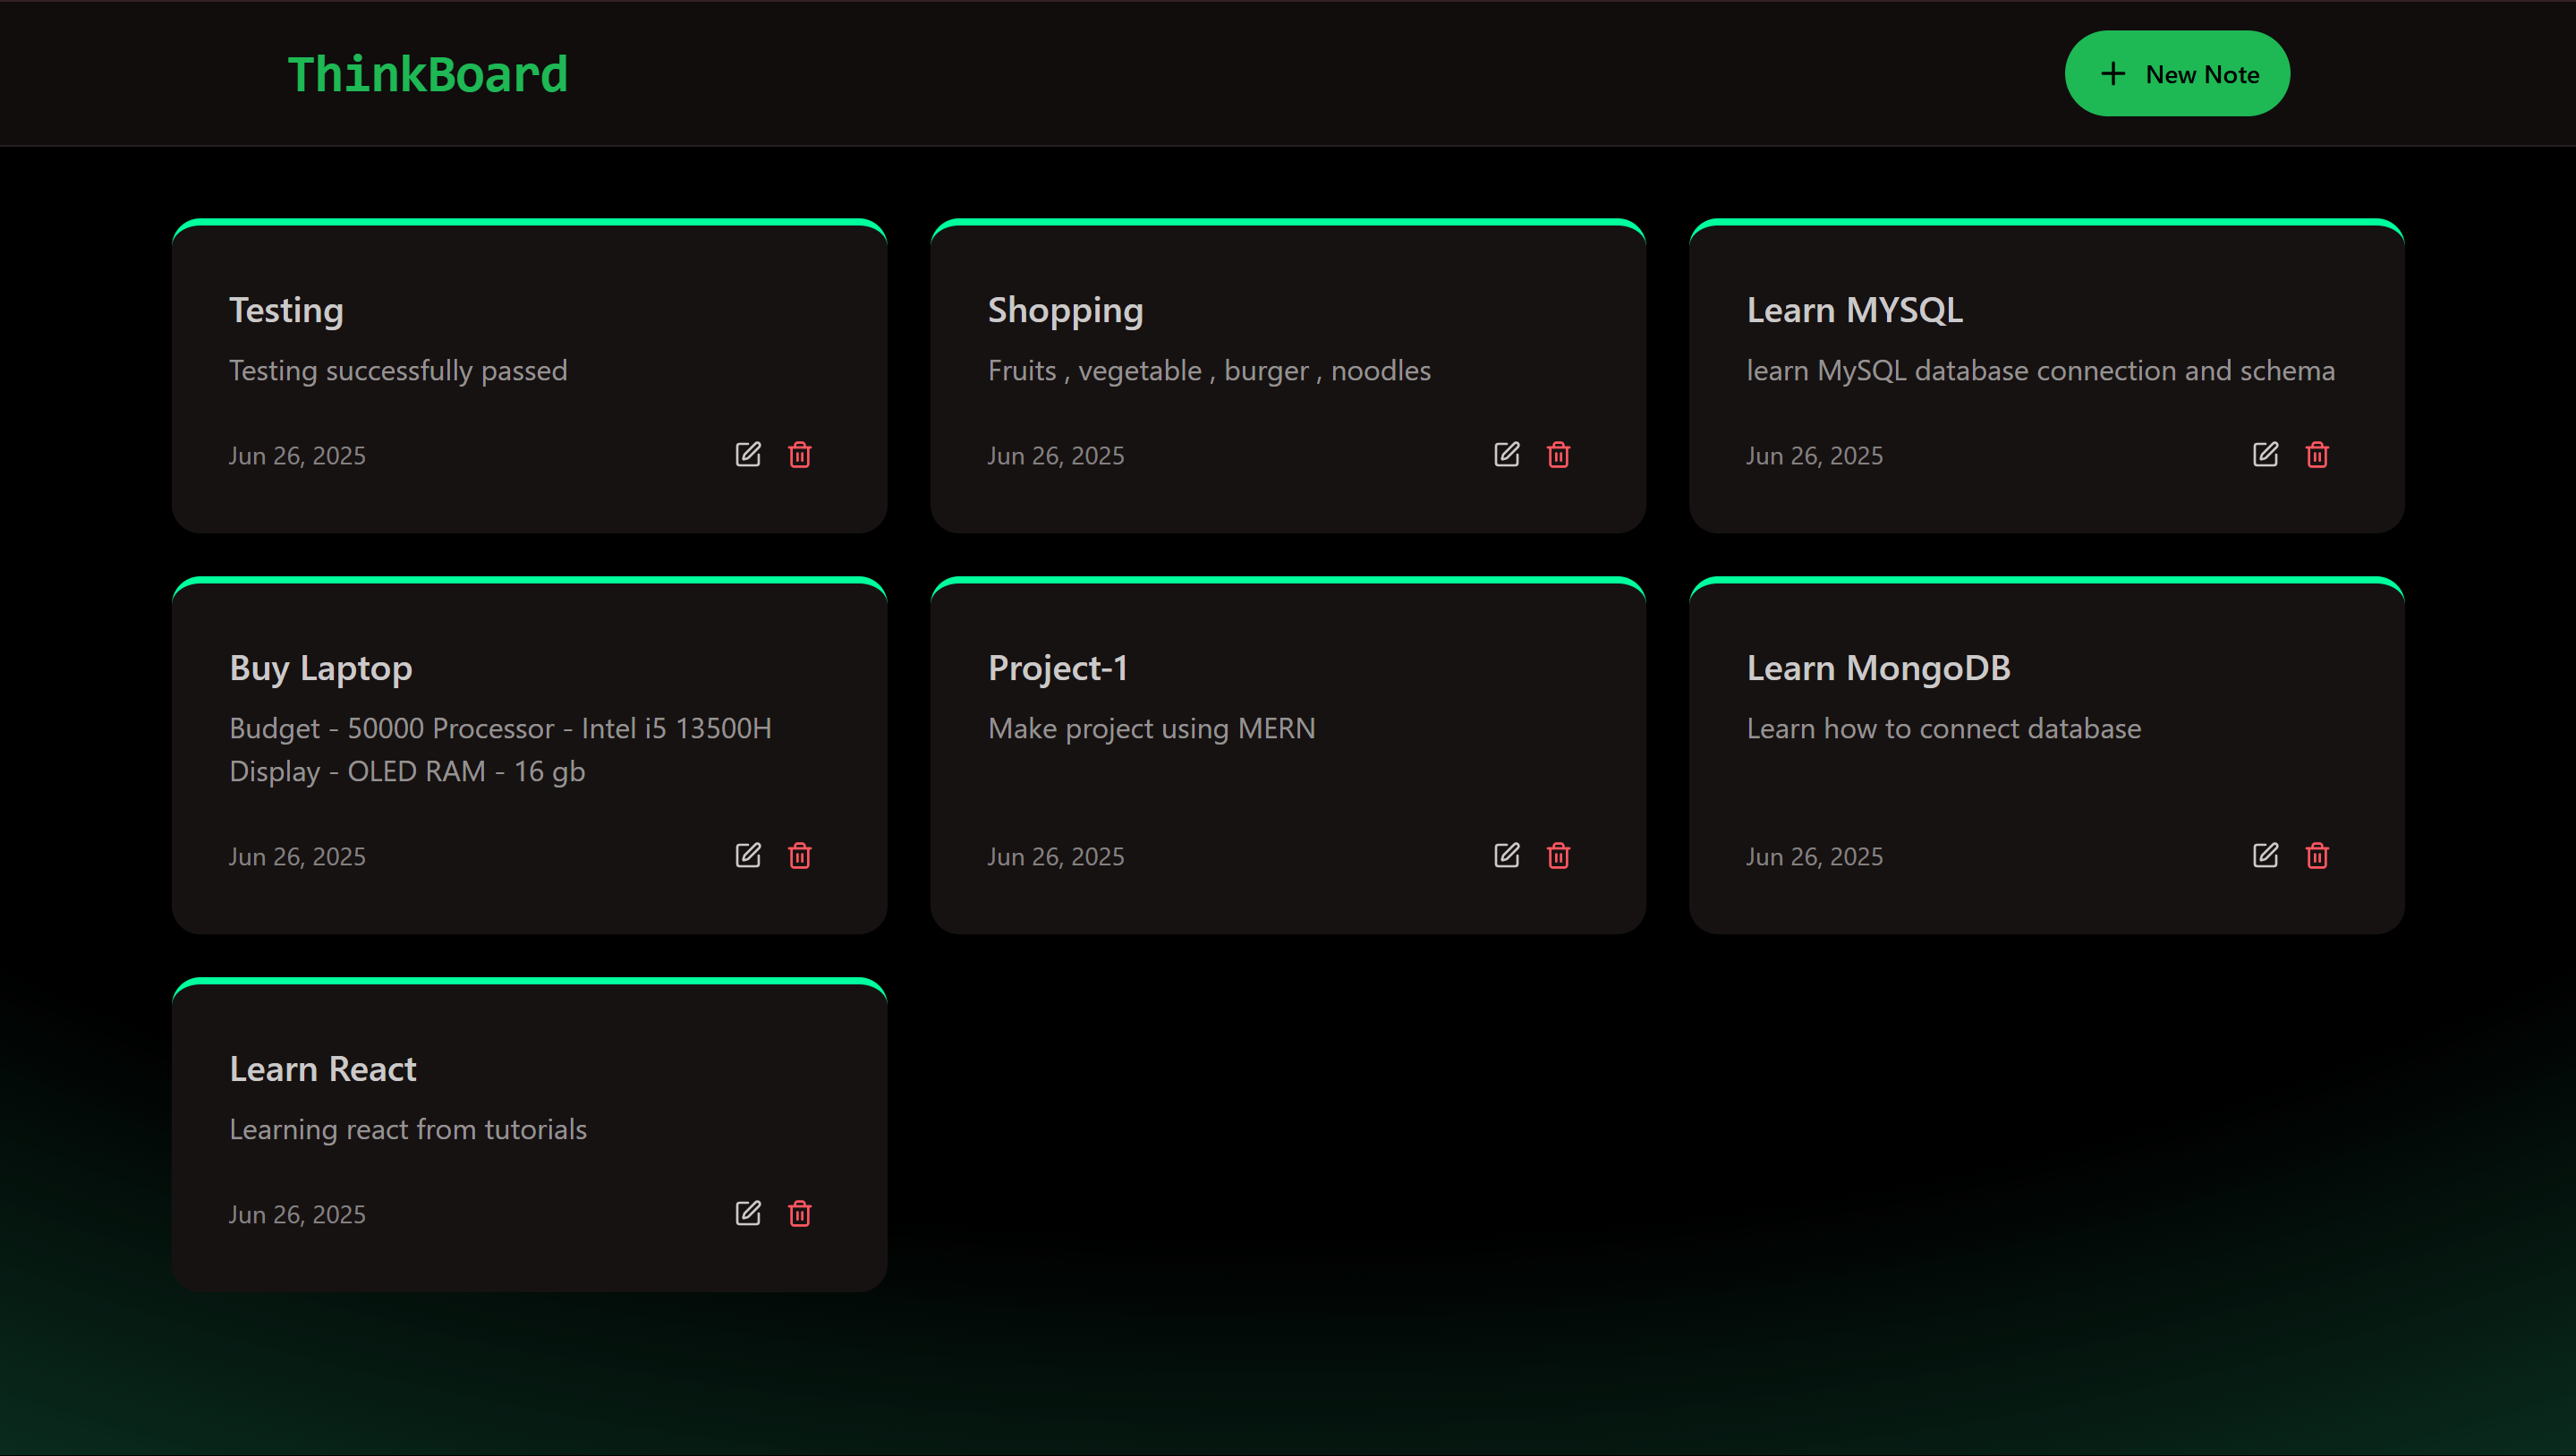 ThinkBoard
New Note
Testing
Testing successfully passed
Jun 26, 2025
Shopping
Fruits , vegetable , burger , noodles
Jun 26, 2025
Learn MYSQL
learn MySQL database connection and schema
Jun 26, 2025
Buy Laptop
Budget - 50000 Processor - Intel i5 13500H
Display - OLED RAM - 16 gb
Jun 26, 2025
Project-1
Make project using MERN
Jun 26, 2025
Learn MongoDB
Learn how to connect database
Jun 26, 2025
Learn React
Learning react from tutorials
Jun 26, 2025